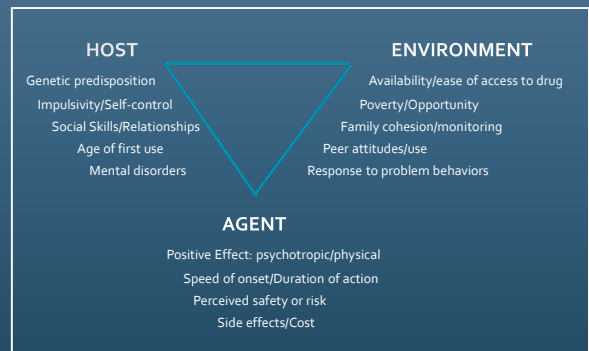 HOST
Genetic predisposition
Impulsivity/Self-control
Social Skills/Relationships
Age of first use
Mental disorders
ENVIRONMENT
Availability/ease of access to drug
Poverty/Opportunity
Family cohesion/monitoring
Peer attitudes/use
Response to problem behaviors
AGENT
Positive Effect: psychotropic/physical
Speed of onset/Duration of action
Perceived safety or risk
Side effects/Cost